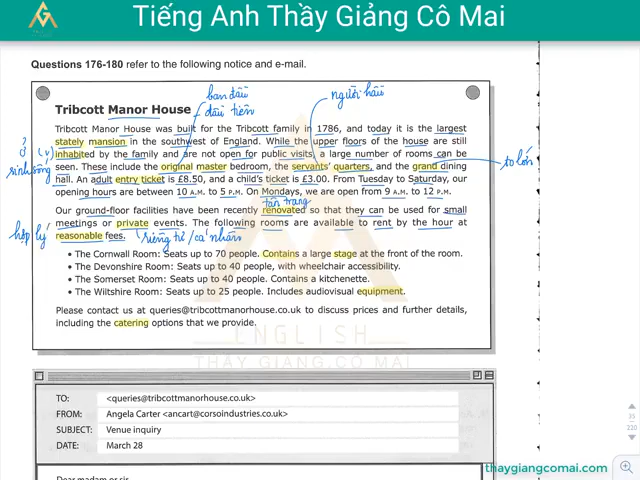 Tiếng Anh Thầy Giảng Cô Mai
Questions 176-180 refer to the following notice and e-mail.
ban đầu
người hầu
đầu tiên
Tribcott Manor House
Tribcott Manor House was built for the Tribcott family in 1786, and today it is the largest
ở (v)
stately mansion in the southwest of England. While the upper floors of the house are still
inhabited by the family and are not open for public visits, a large number of rooms can be
sinh sống
seen. These include the original master bedroom, the servants' quarters, and the grand dining
to lớn
hall. An adult entry ticket is £8.50, and a child's ticket is £3.00. From Tuesday to Saturday, our
opening hours are between 10 A.M. to 5 P.M. On Mondays, we are open from 9 A.M. to 12 P.M.
tân trang
Our ground-floor facilities have been recently renovated so that they can be used for small
meetings or private events. The following rooms are available to rent by the hour at
hợp lý
reasonable fees.
riêng tư/cá nhân
• The Cornwall Room: Seats up to 70 people. Contains a large stage at the front of the room.
• The Devonshire Room: Seats up to 40 people, with wheelchair accessibility.
• The Somerset Room: Seats up to 40 people. Contains a kitchenette.
• The Wiltshire Room: Seats up to 25 people. Includes audiovisual equipment.
Please contact us at queries@tribcottmanorhouse.co.uk to discuss prices and further details,
including the catering options that we provide.
ENGLISH
THẦY GIẢNG CÔ MAI
TO: <queries@tribcottmanorhouse.co.uk>
FROM: Angela Carter <ancart@corsoindustries.co.uk>
SUBJECT: Venue inquiry
DATE: March 28
Dear madam or sir
35
220
thaygiangcomai.com